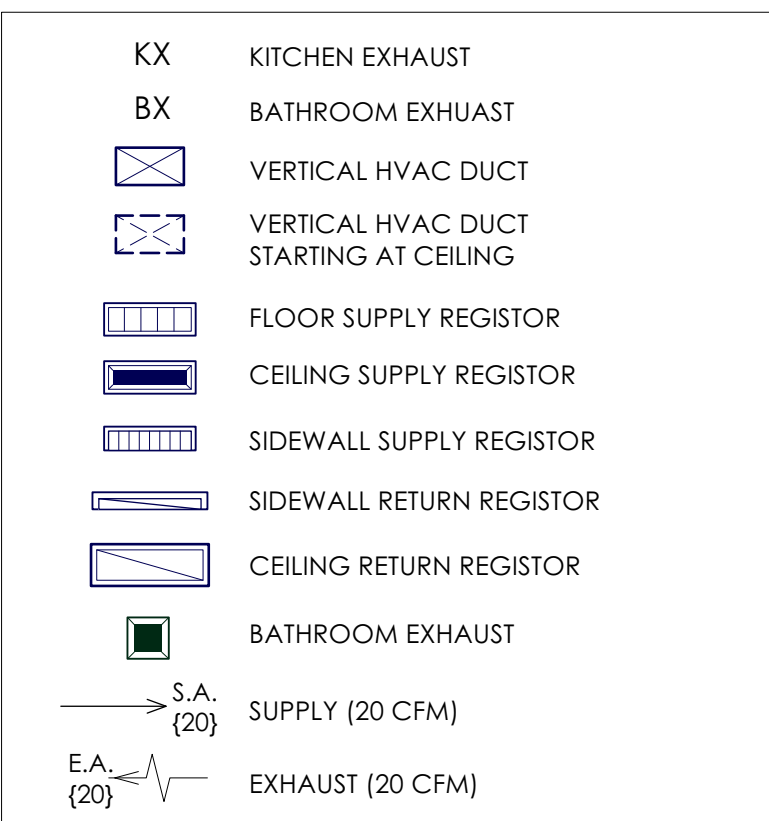 KX KITCHEN EXHAUST
BX BATHROOM EXHUAST
VERTICAL HVAC DUCT
VERTICAL HVAC DUCT
STARTING AT CEILING
FLOOR SUPPLY REGISTOR
CEILING SUPPLY REGISTOR
SIDEWALL SUPPLY REGISTOR
SIDEWALL RETURN REGISTOR
CEILING RETURN REGISTOR
BATHROOM EXHAUST
S.A.
{20}
SUPPLY (20 CFM)
E.A.
{20}
EXHAUST (20 CFM)